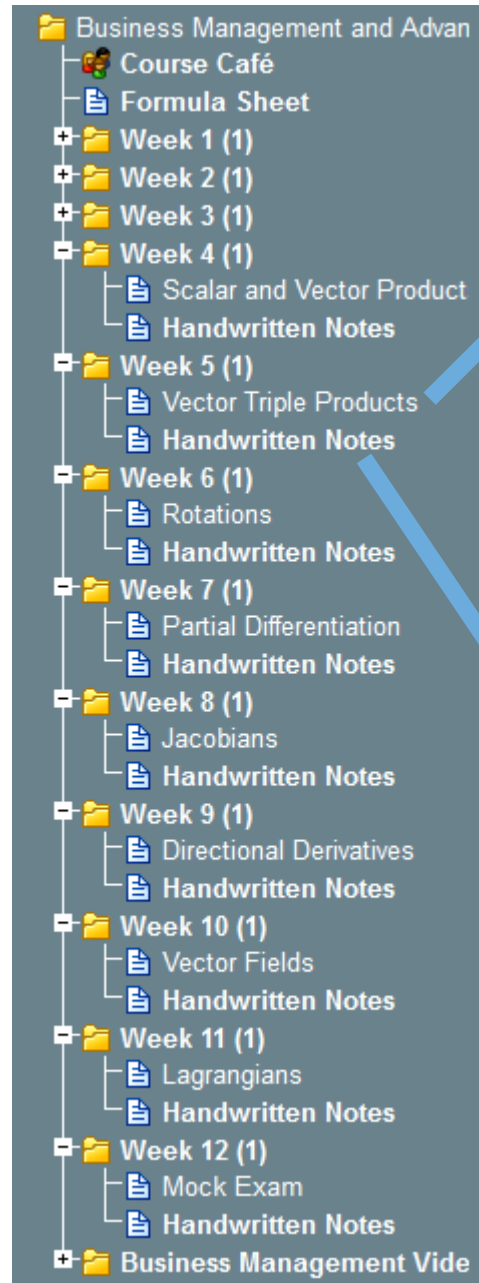 Business Management and Advan
Course Café
Formula Sheet
Week 1 (1)
Week 2 (1)
Week 3 (1)
Week 4 (1)
Scalar and Vector Product
Handwritten Notes
Week 5 (1)
Vector Triple Products
Handwritten Notes
Week 6 (1)
Rotations
Handwritten Notes
Week 7 (1)
Partial Differentiation
Handwritten Notes
Week 8 (1)
Jacobians
Handwritten Notes
Week 9 (1)
Directional Derivatives
Handwritten Notes
Week 10 (1)
Vector Fields
Handwritten Notes
Week 11 (1)
Lagrangians
Handwritten Notes
Week 12 (1)
Mock Exam
Handwritten Notes
Business Management Vide